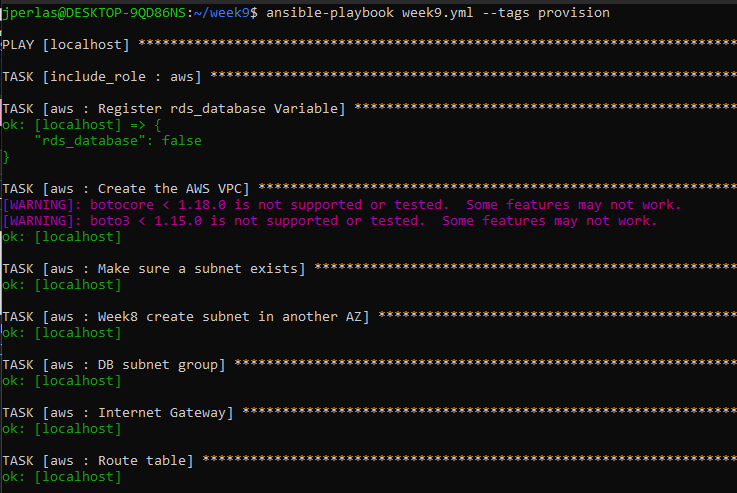 jperlas@DESKTOP-9QD86NS:~/week9$ ansible-playbook week9.yml --tags provision
PLAY [localhost] ***************************************************************************
TASK [include_role : aws] ******************************************************************
TASK [aws : Register rds_database Variable] ************************************************
ok: [localhost] => {
    "rds_database": false
}
TASK [aws : Create the AWS VPC] ************************************************************
[WARNING]: botocore < 1.18.0 is not supported or tested.  Some features may not work.
[WARNING]: boto3 < 1.15.0 is not supported or tested.  Some features may not work.
ok: [localhost]
TASK [aws : Make sure a subnet exists] *****************************************************
ok: [localhost]
TASK [aws : Week8 create subnet in another AZ] *********************************************
ok: [localhost]
TASK [aws : DB subnet group] ***************************************************************
ok: [localhost]
TASK [aws : Internet Gateway] **************************************************************
ok: [localhost]
TASK [aws : Route table] *******************************************************************
ok: [localhost]